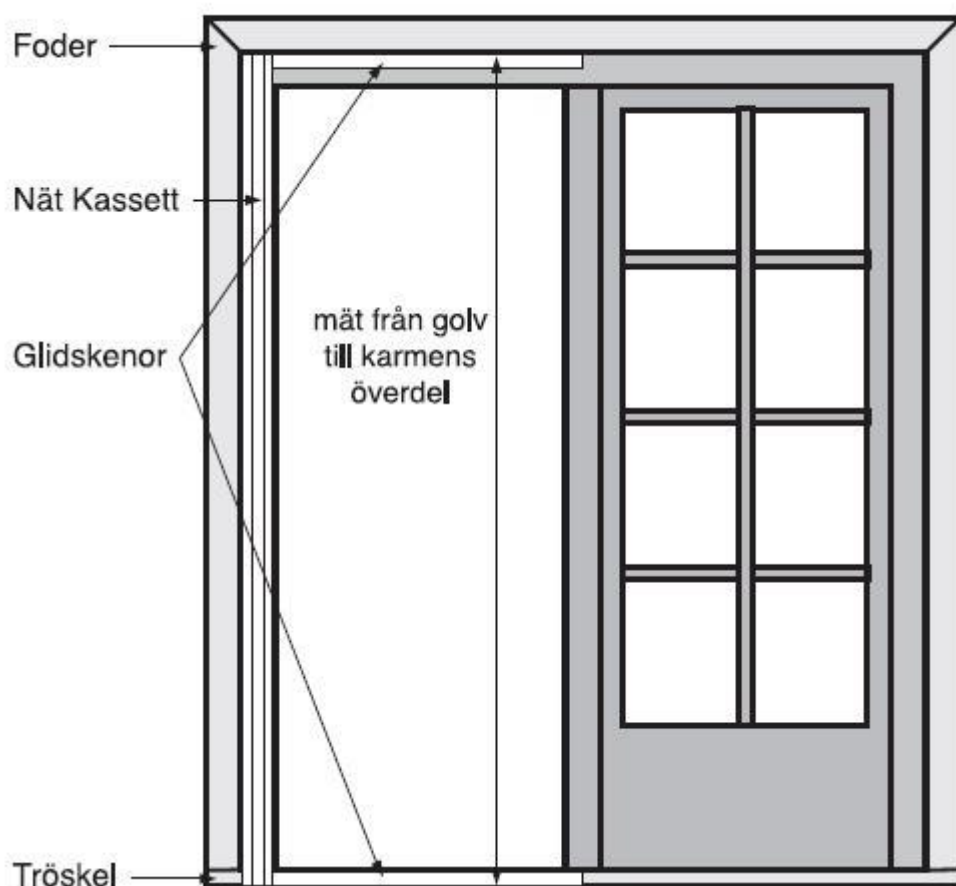 Foder
Nät Kassett
mät från golv
till karmens
överdel
Glidskenor
Tröskel